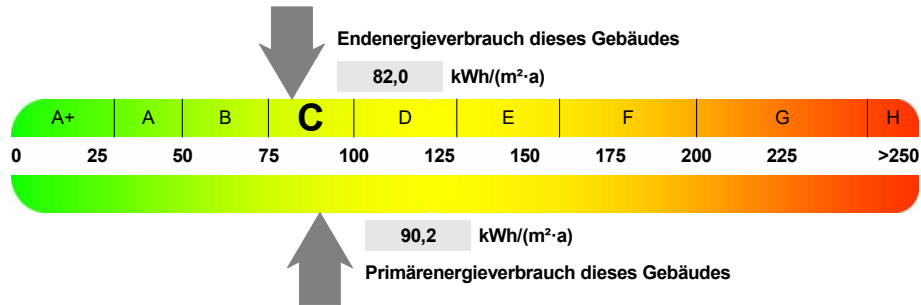 Endenergieverbrauch dieses Gebäudes
82,0 kWh/(m²·a)
A+ A B C D E F G H
0 25 50 75 100 125 150 175 200 225 >250
90,2 kWh/(m²·a)
Primärenergieverbrauch dieses Gebäudes